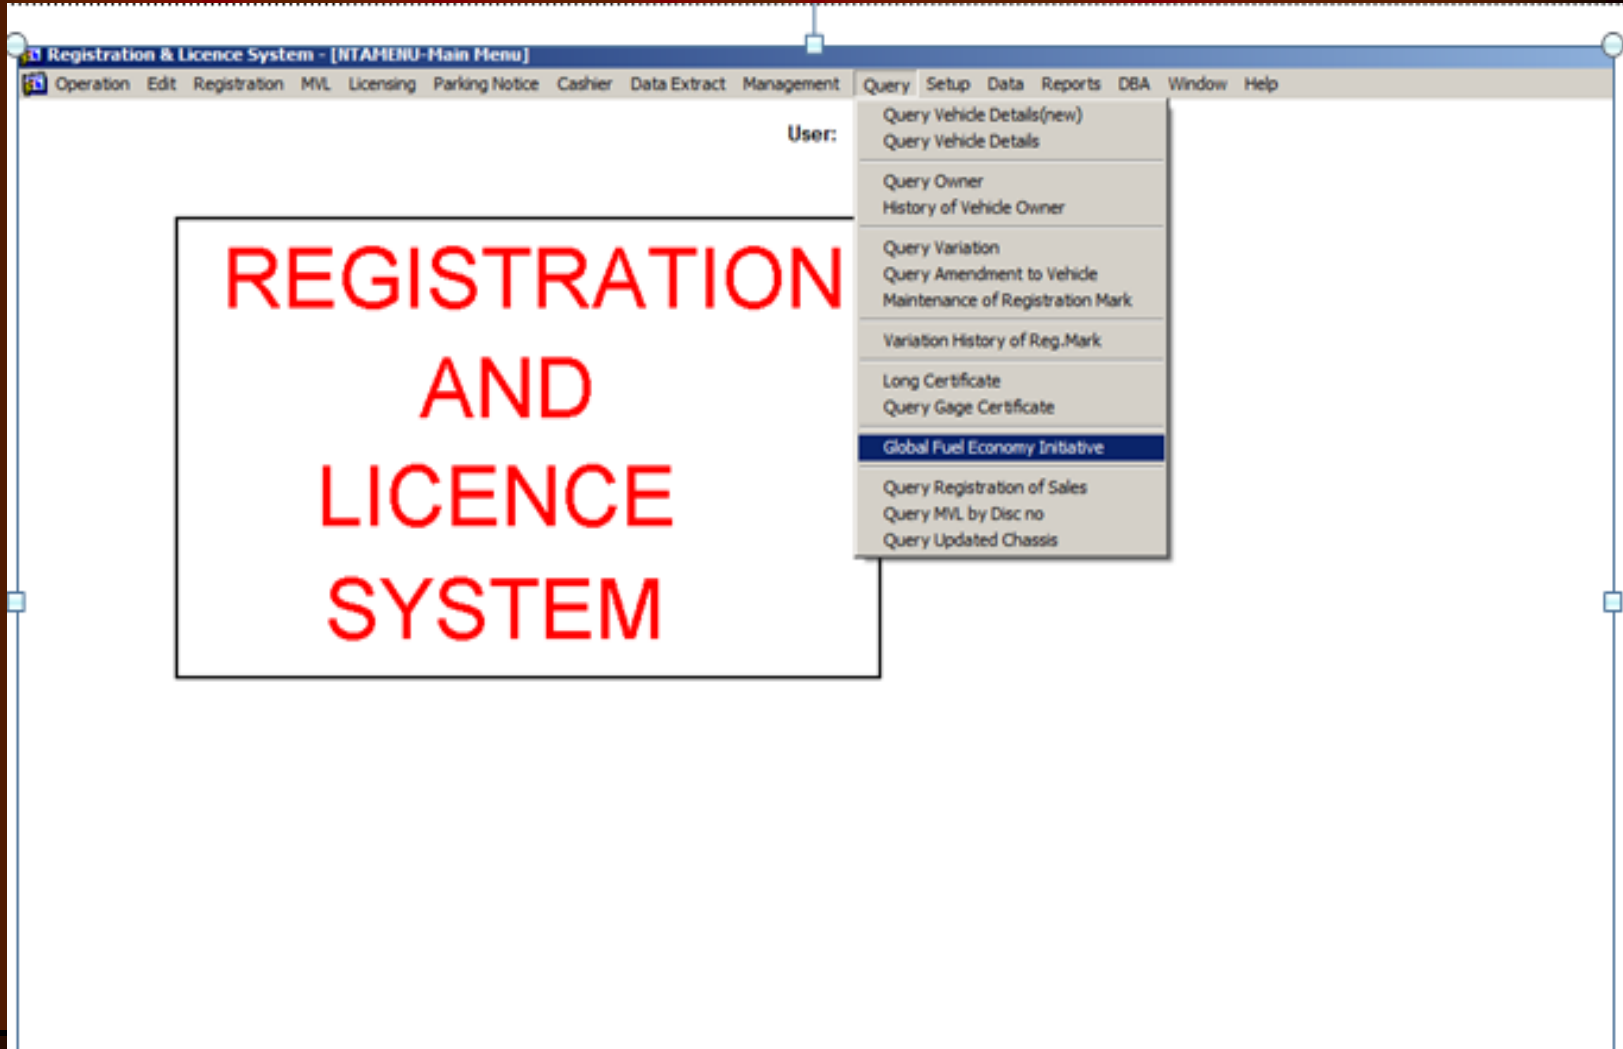 Registration & Licence System - [NTAMENU-Main Menu]
Operation Edit Registration MVL Licensing Parking Notice Cashier Data Extract Management Query Setup Data Reports DBA Window Help
User:
Query Vehicle Details(new)
Query Vehicle Details
Query Owner
History of Vehicle Owner
Query Variation
Query Amendment to Vehicle
Maintenance of Registration Mark
Variation History of Reg.Mark
Long Certificate
Query Gage Certificate
Global Fuel Economy Initiative
Query Registration of Sales
Query MVL by Disc no
Query Updated Chassis
REGISTRATION
AND
LICENCE
SYSTEM